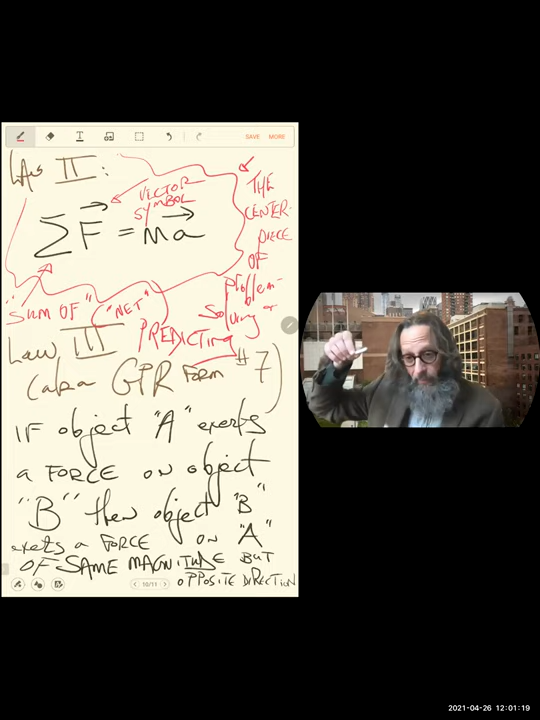 SAVE MORE
LAW II:
VECTOR
SYMBOL
ΣF = ma
THE
CENTER-
PIECE
OF
Problem-
Solving +
PREDICTING
"SUM OF" ("NET")
Law III
(aka GPR FORM #7)
IF object "A" exerts
a FORCE ON object
"B" then object "B"
exerts a FORCE ON "A"
OF SAME MAGNITUDE BUT
OPPOSITE DIRECTION
10/11
2021-04-26 12:01:19